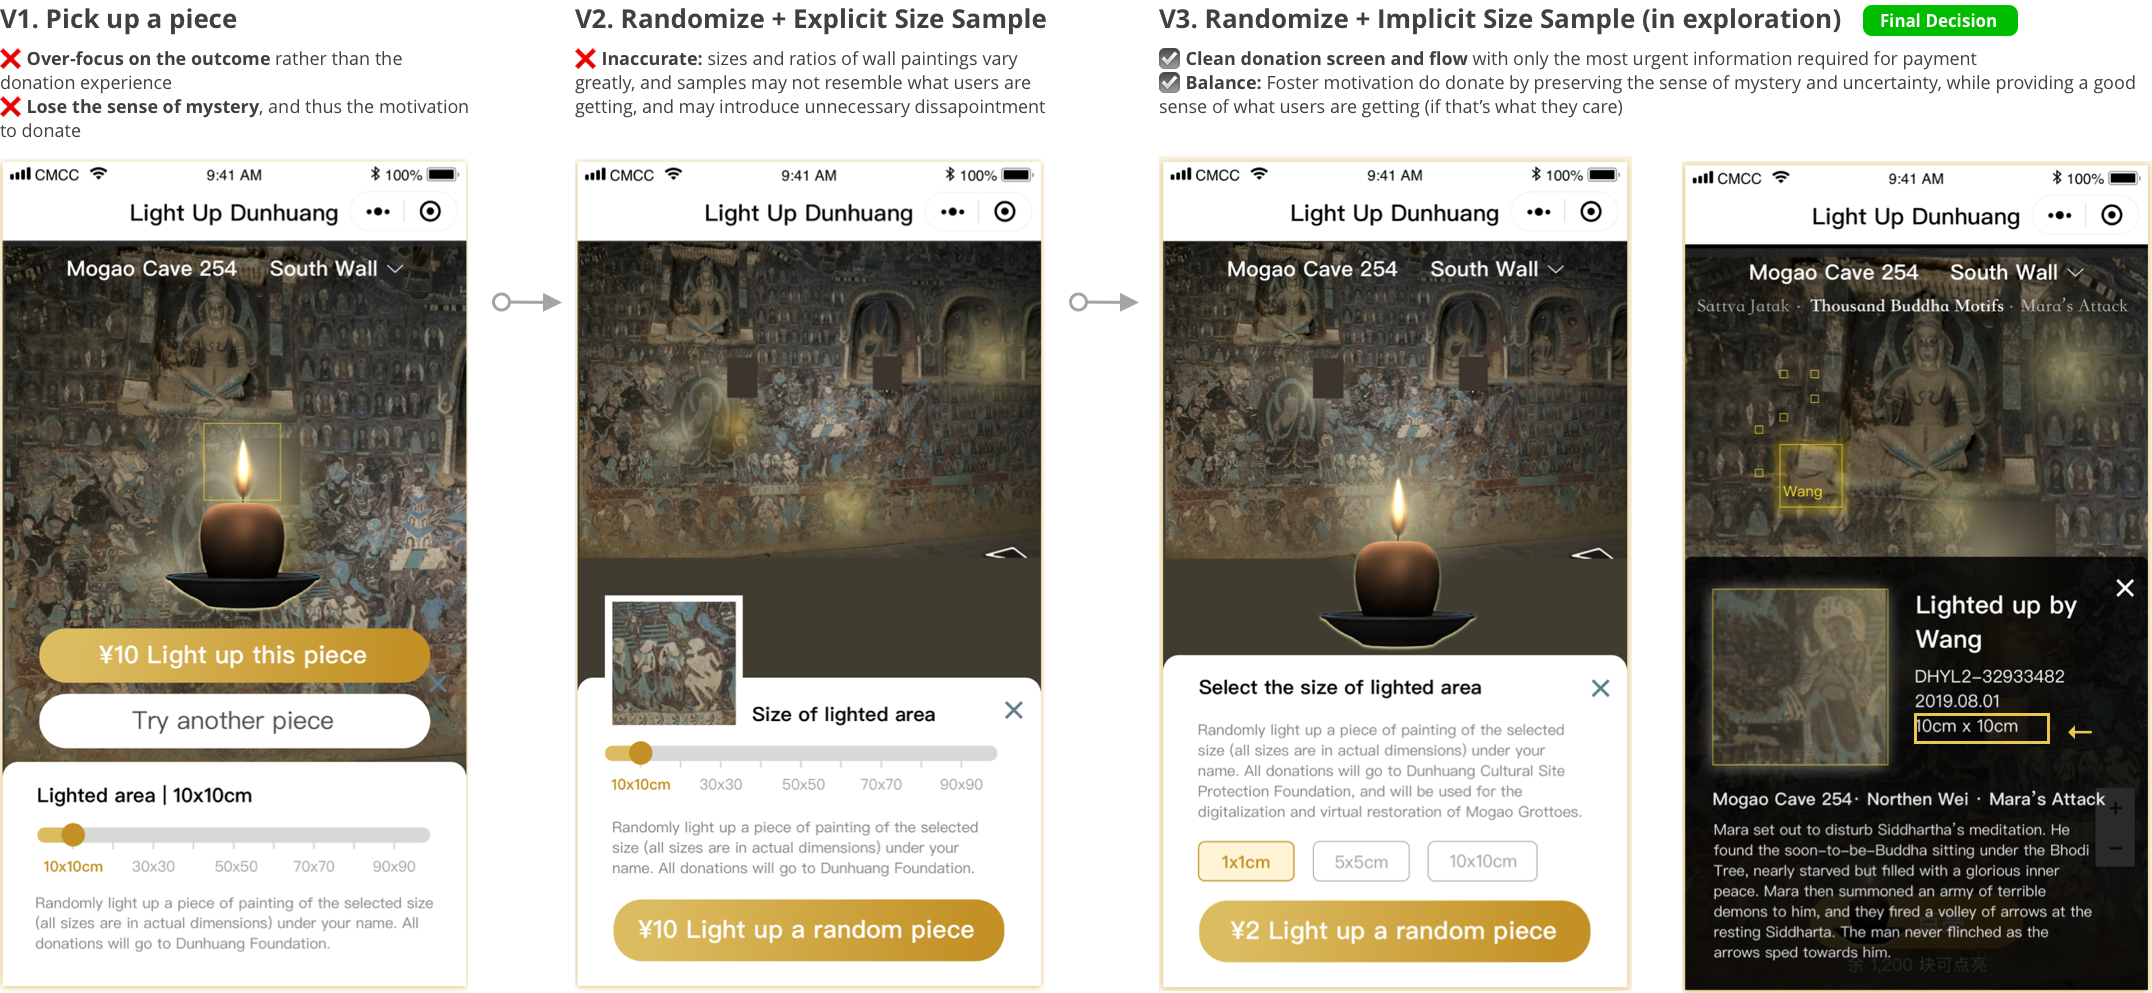 V1. Pick up a piece
❌ Over-focus on the outcome rather than the
donation experience
❌ Lose the sense of mystery, and thus the motivation
to donate
CMCC 9:41 AM 100%
Light Up Dunhuang
Mogao Cave 254 South Wall
¥10 Light up this piece
Try another piece
Lighted area | 10x10cm
10x10cm 30x30 50x50 70x70 90x90
Randomly light up a piece of painting of the selected size
(all sizes are in actual dimensions) under your name. All
donations will go to Dunhuang Foundation.
V2. Randomize + Explicit Size Sample
❌ Inaccurate: sizes and ratios of wall paintings vary
greatly, and samples may not resemble what users are
getting, and may introduce unnecessary dissapointment
CMCC 9:41 AM 100%
Light Up Dunhuang
Size of lighted area
10x10cm 30x30 50x50 70x70 90x90
Randomly light up a piece of painting of the selected
size (all sizes are in actual dimensions) under your
name. All donations will go to Dunhuang Foundation.
¥10 Light up a random piece
V3. Randomize + Implicit Size Sample (in exploration) Final Decision
☑ Clean donation screen and flow with only the most urgent information required for payment
☑ Balance: Foster motivation do donate by preserving the sense of mystery and uncertainty, while providing a good
sense of what users are getting (if that's what they care)
CMCC 9:41 AM 100%
Light Up Dunhuang
Mogao Cave 254 South Wall
Select the size of lighted area
Randomly light up a piece of painting of the selected
size (all sizes are in actual dimensions) under your
name. All donations will go to Dunhuang Cultural Site
Protection Foundation, and will be used for the
digitalization and virtual restoration of Mogao Grottoes.
1x1cm 5x5cm 10x10cm
¥2 Light up a random piece
CMCC 9:41 AM 100%
Light Up Dunhuang
Mogao Cave 254 South Wall
Sattva Jatak · Thousand Buddha Motifs · Mara's Attack
Wang
Lighted up by
Wang
DHYL2-32933482
2019.08.01
10cm x 10cm
Mogao Cave 254· Northen Wei · Mara's Attack
Mara set out to disturb Siddhartha's meditation. He
found the soon-to-be-Buddha sitting under the Bhodi
Tree, nearly starved but filled with a glorious inner
peace. Mara then summoned an army of terrible
demons to him, and they fired a volley of arrows at the
resting Siddharta. The man never flinched as the
arrows sped towards him.
1,200 块可点亮